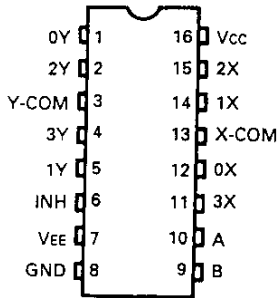 0Y 1 16 Vcc
2Y 2 15 2X
Y-COM 3 14 1X
3Y 4 13 X-COM
1Y 5 12 0X
INH 6 11 3X
VEE 7 10 A
GND 8 9 B